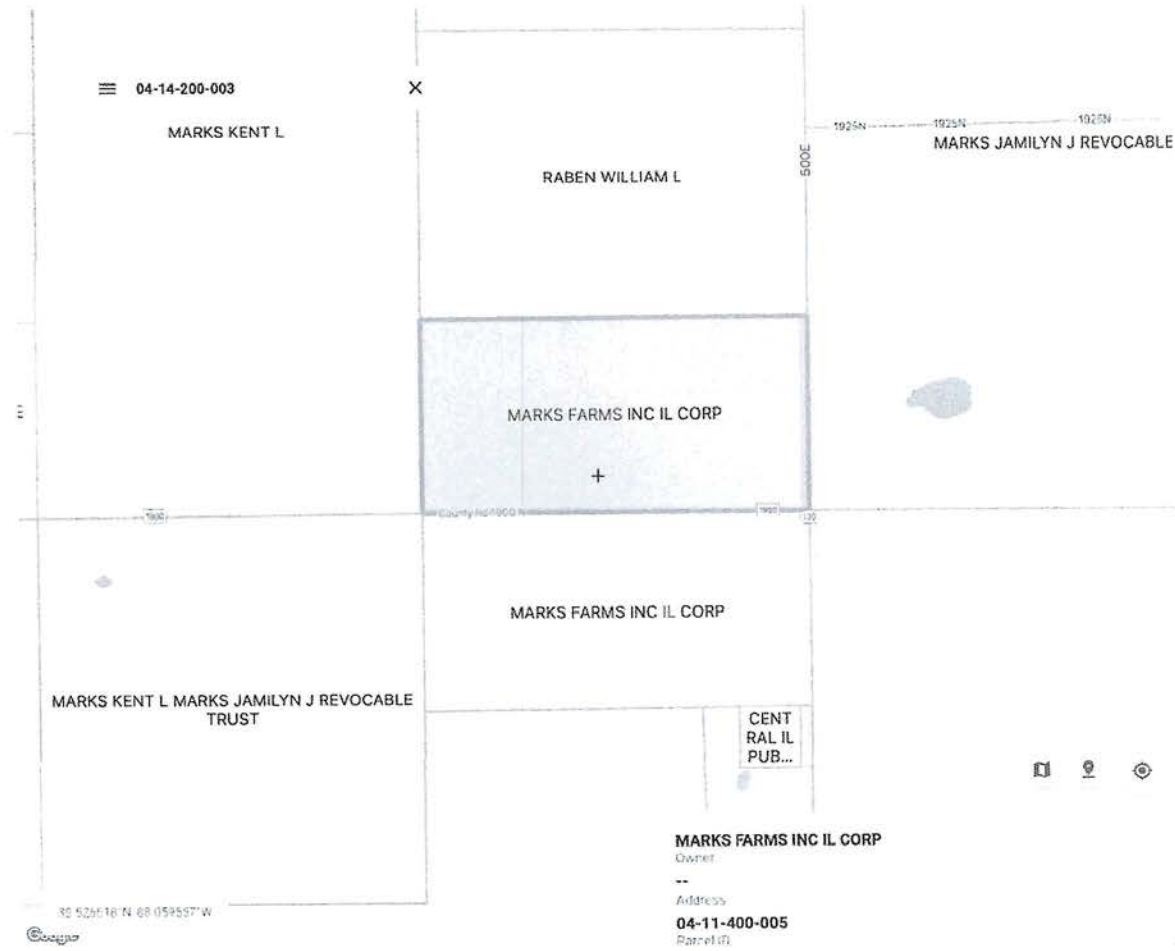 04-14-200-003
MARKS KENT L
1925N
1925N
1925N
MARKS JAMILYN J REVOCABLE
500E
RABEN WILLIAM L
MARKS FARMS INC IL CORP
1900
County Rd 1900 N
1900
MARKS FARMS INC IL CORP
MARKS KENT L MARKS JAMILYN J REVOCABLE
TRUST
CENT
RAL IL
PUB...
MARKS FARMS INC IL CORP
Owner
--
Address
04-11-400-005
Parcel ID
Google